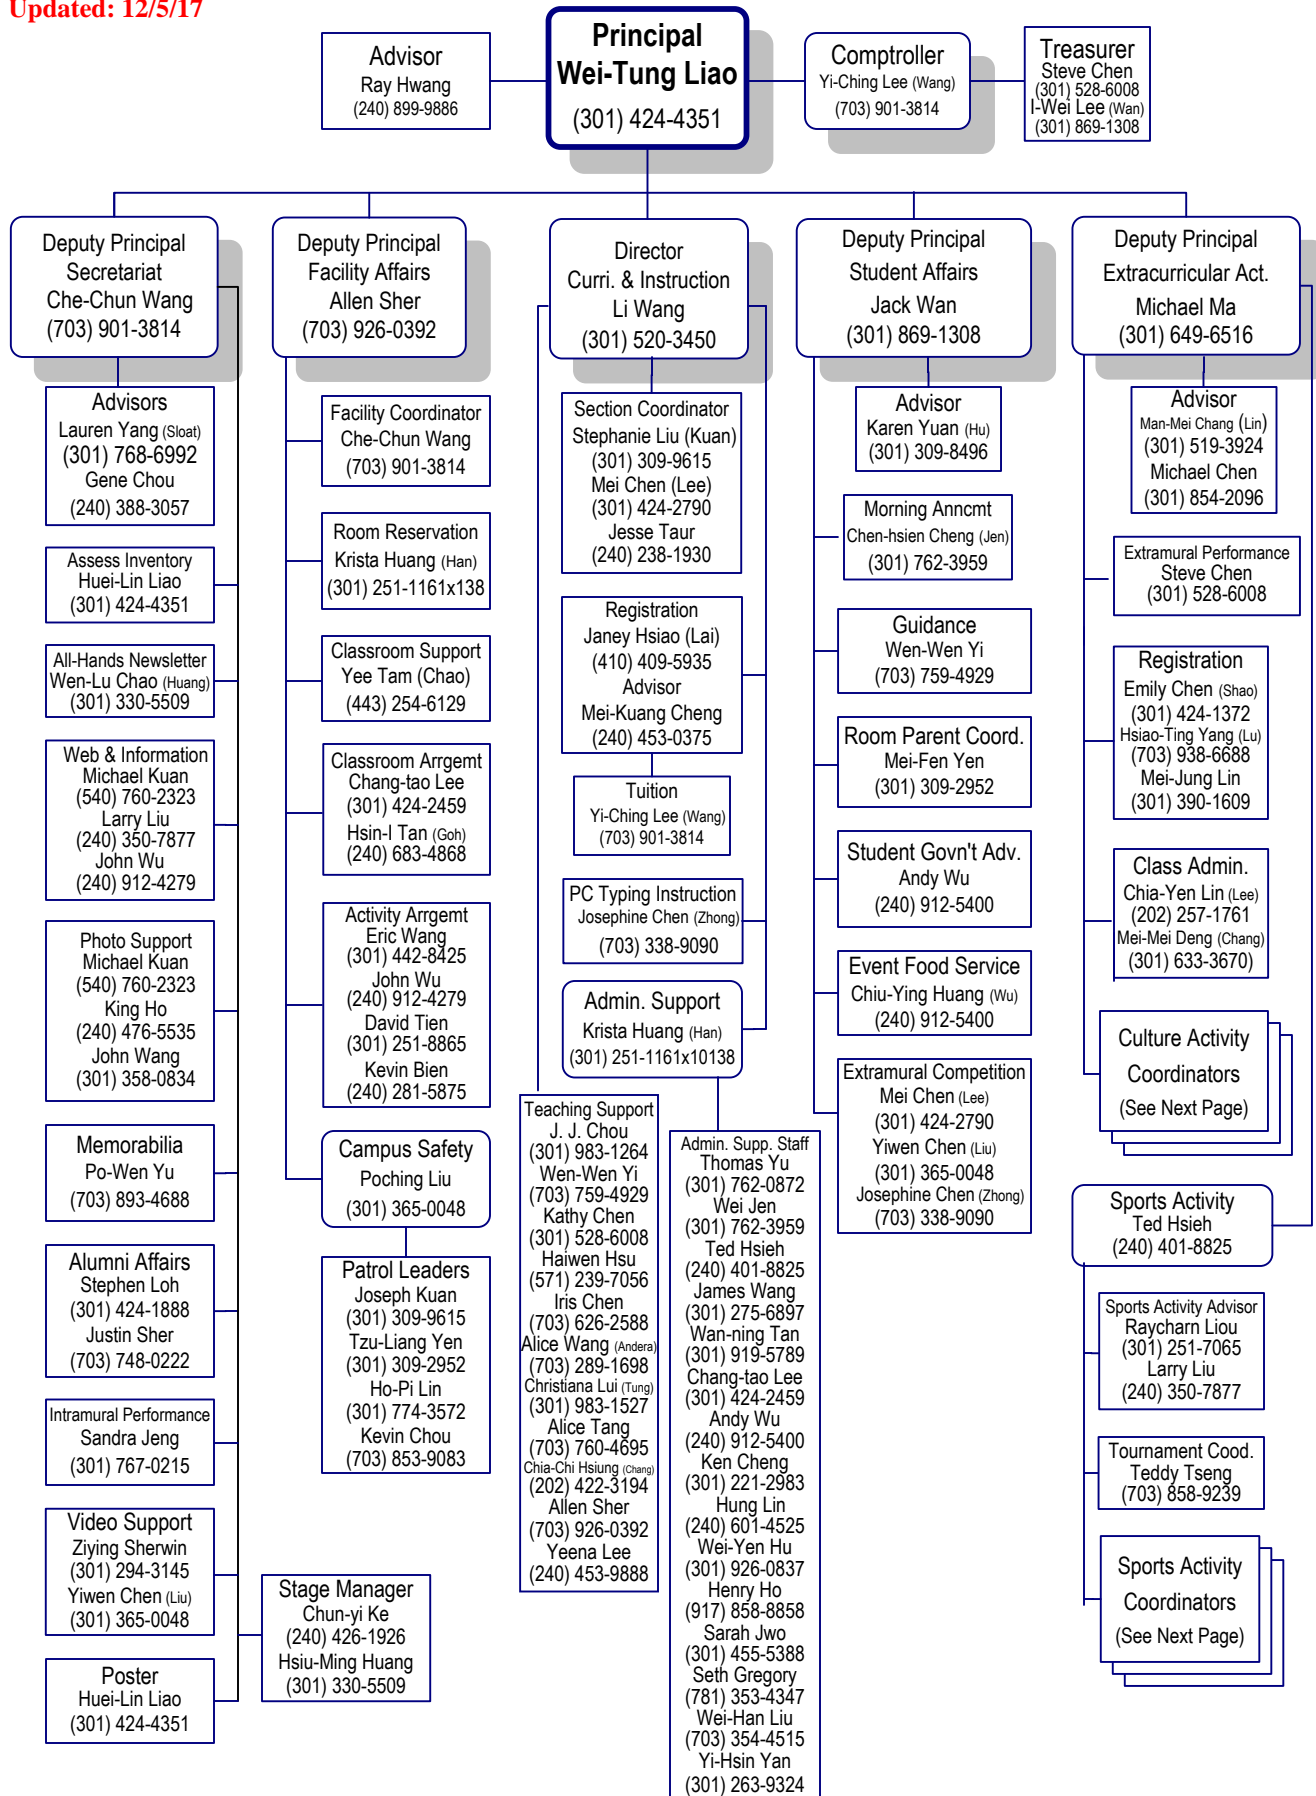 Updated: 12/5/17
Principal
Wei-Tung Liao
(301) 424-4351
Advisor
Ray Hwang
(240) 899-9886
Comptroller
Yi-Ching Lee (Wang)
(703) 901-3814
Treasurer
Steve Chen
(301) 528-6008
I-Wei Lee (Wan)
(301) 869-1308
Deputy Principal
Secretariat
Che-Chun Wang
(703) 901-3814
Advisors
Lauren Yang (Sloat)
(301) 768-6992
Gene Chou
(240) 388-3057
Assess Inventory
Huei-Lin Liao
(301) 424-4351
All-Hands Newsletter
Wen-Lu Chao (Huang)
(301) 330-5509
Web & Information
Michael Kuan
(540) 760-2323
Larry Liu
(240) 350-7877
John Wu
(240) 912-4279
Photo Support
Michael Kuan
(540) 760-2323
King Ho
(240) 476-5535
John Wang
(301) 358-0834
Memorabilia
Po-Wen Yu
(703) 893-4688
Alumni Affairs
Stephen Loh
(301) 424-1888
Justin Sher
(703) 748-0222
Intramural Performance
Sandra Jeng
(301) 767-0215
Video Support
Ziying Sherwin
(301) 294-3145
Yiwen Chen (Liu)
(301) 365-0048
Poster
Huei-Lin Liao
(301) 424-4351
Stage Manager
Chun-yi Ke
(240) 426-1926
Hsiu-Ming Huang
(301) 330-5509
Deputy Principal
Facility Affairs
Allen Sher
(703) 926-0392
Facility Coordinator
Che-Chun Wang
(703) 901-3814
Room Reservation
Krista Huang (Han)
(301) 251-1161x138
Classroom Support
Yee Tam (Chao)
(443) 254-6129
Classroom Arrgemt
Chang-tao Lee
(301) 424-2459
Hsin-I Tan (Goh)
(240) 683-4868
Activity Arrgemt
Eric Wang
(301) 442-8425
John Wu
(240) 912-4279
David Tien
(301) 251-8865
Kevin Bien
(240) 281-5875
Campus Safety
Poching Liu
(301) 365-0048
Patrol Leaders
Joseph Kuan
(301) 309-9615
Tzu-Liang Yen
(301) 309-2952
Ho-Pi Lin
(301) 774-3572
Kevin Chou
(703) 853-9083
Director
Curri. & Instruction
Li Wang
(301) 520-3450
Section Coordinator
Stephanie Liu (Kuan)
(301) 309-9615
Mei Chen (Lee)
(301) 424-2790
Jesse Taur
(240) 238-1930
Registration
Janey Hsiao (Lai)
(410) 409-5935
Advisor
Mei-Kuang Cheng
(240) 453-0375
Tuition
Yi-Ching Lee (Wang)
(703) 901-3814
PC Typing Instruction
Josephine Chen (Zhong)
(703) 338-9090
Admin. Support
Krista Huang (Han)
(301) 251-1161x10138
Teaching Support
J. J. Chou
(301) 983-1264
Wen-Wen Yi
(703) 759-4929
Kathy Chen
(301) 528-6008
Haiwen Hsu
(571) 239-7056
Iris Chen
(703) 626-2588
Alice Wang (Andera)
(703) 289-1698
Christiana Lui (Tung)
(301) 983-1527
Alice Tang
(703) 760-4695
Chia-Chi Hsiung (Chang)
(202) 422-3194
Allen Sher
(703) 926-0392
Yeena Lee
(240) 453-9888
Admin. Supp. Staff
Thomas Yu
(301) 762-0872
Wei Jen
(301) 762-3959
Ted Hsieh
(240) 401-8825
James Wang
(301) 275-6897
Wan-ning Tan
(301) 919-5789
Chang-tao Lee
(301) 424-2459
Andy Wu
(240) 912-5400
Ken Cheng
(301) 221-2983
Hung Lin
(240) 601-4525
Wei-Yen Hu
(301) 926-0837
Henry Ho
(917) 858-8858
Sarah Jwo
(301) 455-5388
Seth Gregory
(781) 353-4347
Wei-Han Liu
(703) 354-4515
Yi-Hsin Yan
(301) 263-9324
Deputy Principal
Student Affairs
Jack Wan
(301) 869-1308
Advisor
Karen Yuan (Hu)
(301) 309-8496
Morning Anncmt
Chen-hsien Cheng (Jen)
(301) 762-3959
Guidance
Wen-Wen Yi
(703) 759-4929
Room Parent Coord.
Mei-Fen Yen
(301) 309-2952
Student Govn't Adv.
Andy Wu
(240) 912-5400
Event Food Service
Chiu-Ying Huang (Wu)
(240) 912-5400
Extramural Competition
Mei Chen (Lee)
(301) 424-2790
Yiwen Chen (Liu)
(301) 365-0048
Josephine Chen (Zhong)
(703) 338-9090
Deputy Principal
Extracurricular Act.
Michael Ma
(301) 649-6516
Advisor
Man-Mei Chang (Lin)
(301) 519-3924
Michael Chen
(301) 854-2096
Extramural Performance
Steve Chen
(301) 528-6008
Registration
Emily Chen (Shao)
(301) 424-1372
Hsiao-Ting Yang (Lu)
(703) 938-6688
Mei-Jung Lin
(301) 390-1609
Class Admin.
Chia-Yen Lin (Lee)
(202) 257-1761
Mei-Mei Deng (Chang)
(301) 633-3670)
Culture Activity
Coordinators
(See Next Page)
Sports Activity
Ted Hsieh
(240) 401-8825
Sports Activity Advisor
Raycharn Liou
(301) 251-7065
Larry Liu
(240) 350-7877
Tournament Cood.
Teddy Tseng
(703) 858-9239
Sports Activity
Coordinators
(See Next Page)